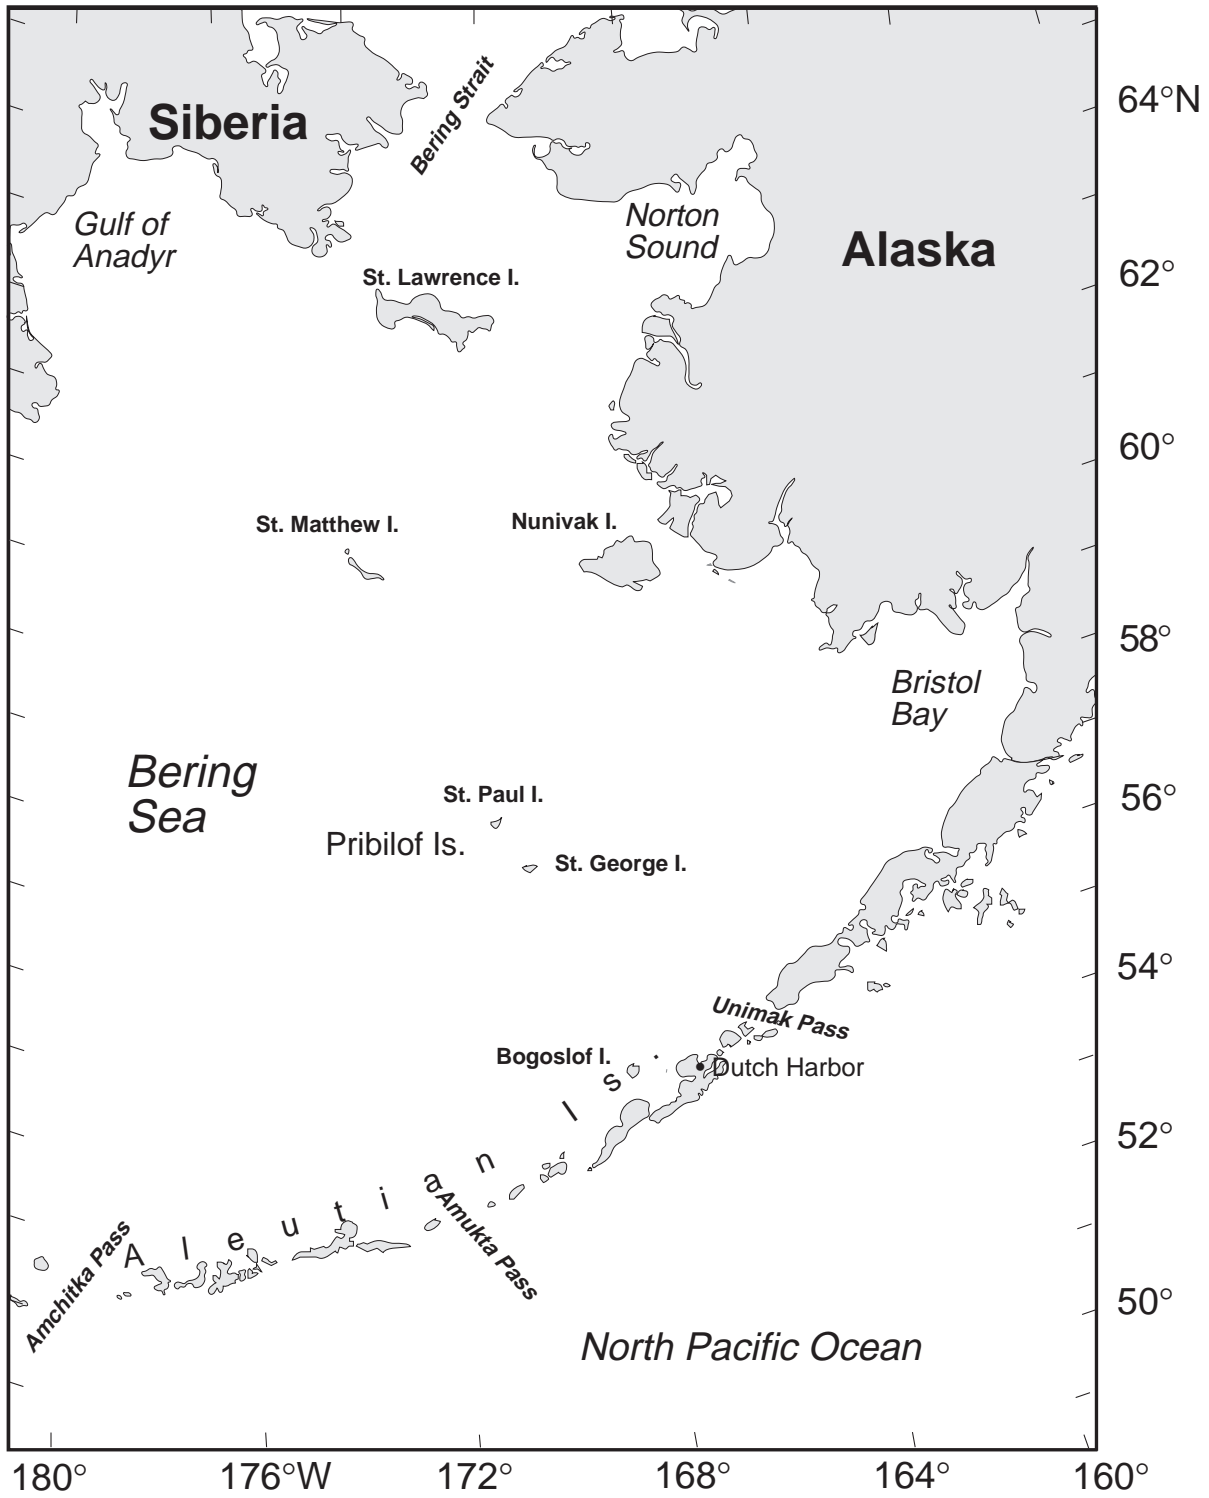 64°N
Bering Strait
Siberia
Gulf of
Anadyr
Norton
Sound
Alaska
62°
St. Lawrence I.
60°
St. Matthew I.
Nunivak I.
58°
Bristol
Bay
Bering
Sea
56°
St. Paul I.
Pribilof Is.
St. George I.
54°
Unimak Pass
Bogoslof I.
Dutch Harbor
52°
Aleutian Is.
Amukta Pass
Amchitka Pass
50°
North Pacific Ocean
180° 176°W 172° 168° 164° 160°